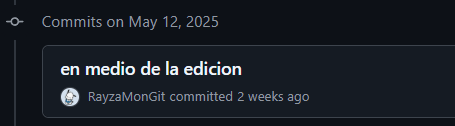 Commits on May 12, 2025
en medio de la edicion
RayzaMonGit committed 2 weeks ago